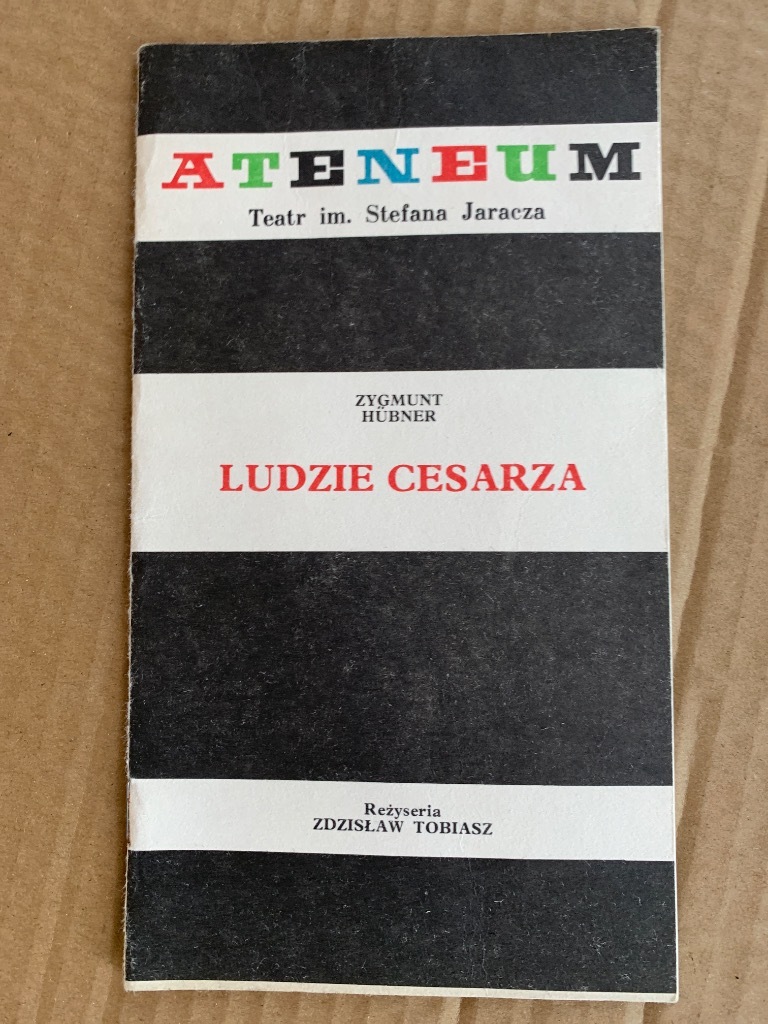 ATENEUM
Teatr im. Stefana Jaracza
ZYGMUNT
HÜBNER
LUDZIE CESARZA
Reżyseria
ZDZISŁAW TOBIASZ